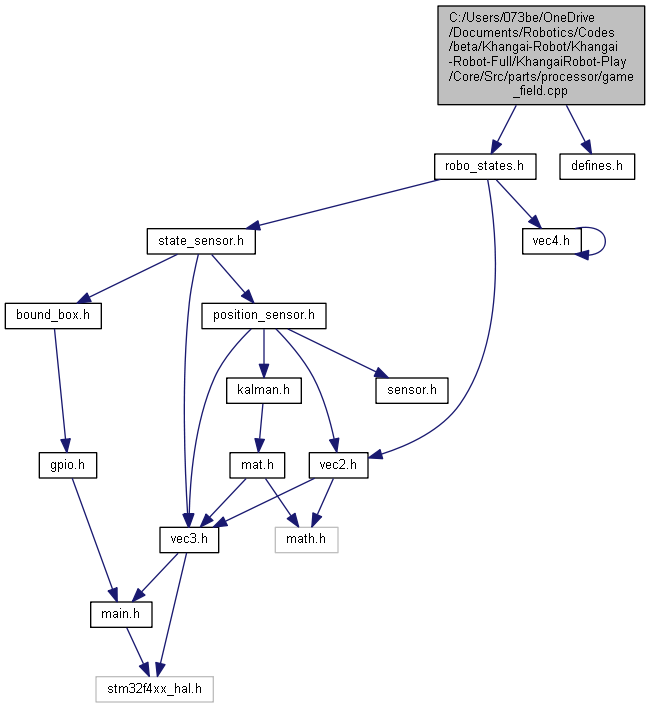 C:/Users/073be/OneDrive
/Documents/Robotics/Codes
/beta/Khangai-Robot/Khangai
-Robot-Full/KhangaiRobot-Play
/Core/Src/parts/processor/game
_field.cpp
robo_states.h
defines.h
state_sensor.h
vec4.h
bound_box.h
position_sensor.h
kalman.h
sensor.h
gpio.h
mat.h
vec2.h
vec3.h
math.h
main.h
stm32f4xx_hal.h